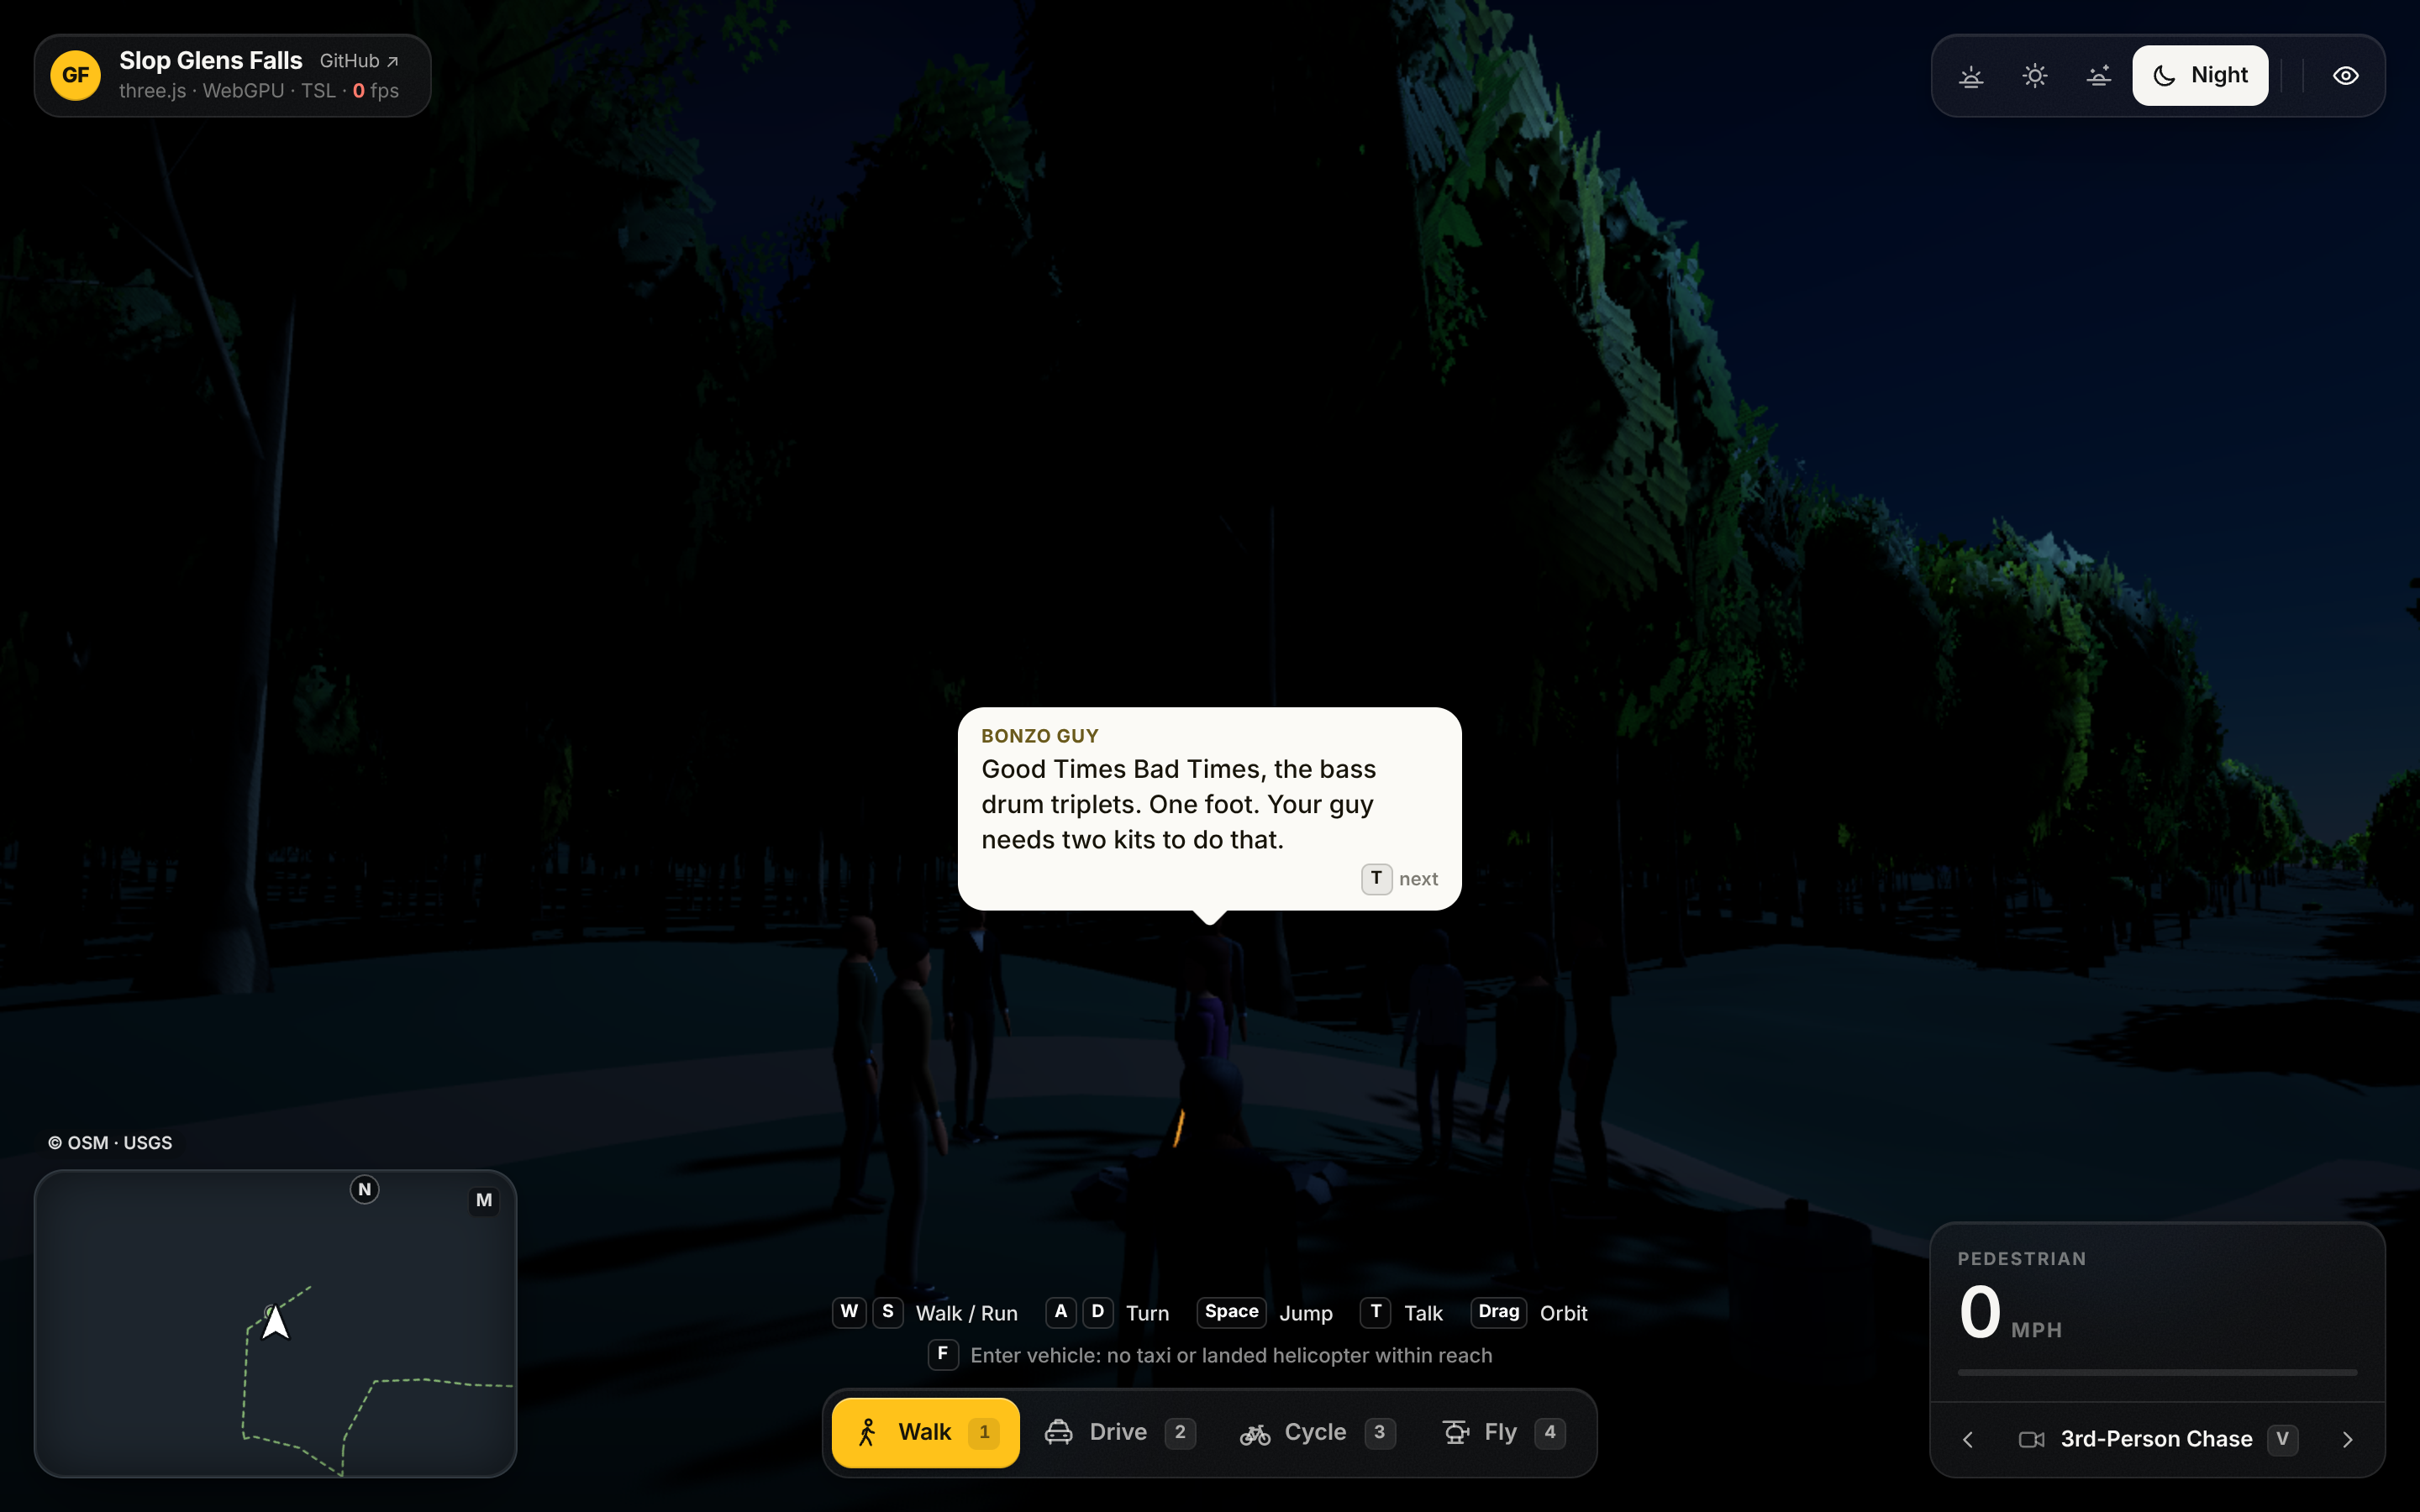 GF
Slop Glens Falls GitHub ↗
three.js · WebGPU · TSL · 0 fps
Night
BONZO GUY
Good Times Bad Times, the bass
drum triplets. One foot. Your guy
needs two kits to do that.
T next
© OSM · USGS
N
M
W S Walk / Run A D Turn Space Jump T Talk Drag Orbit
F Enter vehicle: no taxi or landed helicopter within reach
Walk 1 Drive 2 Cycle 3 Fly 4
PEDESTRIAN
0 MPH
3rd-Person Chase V